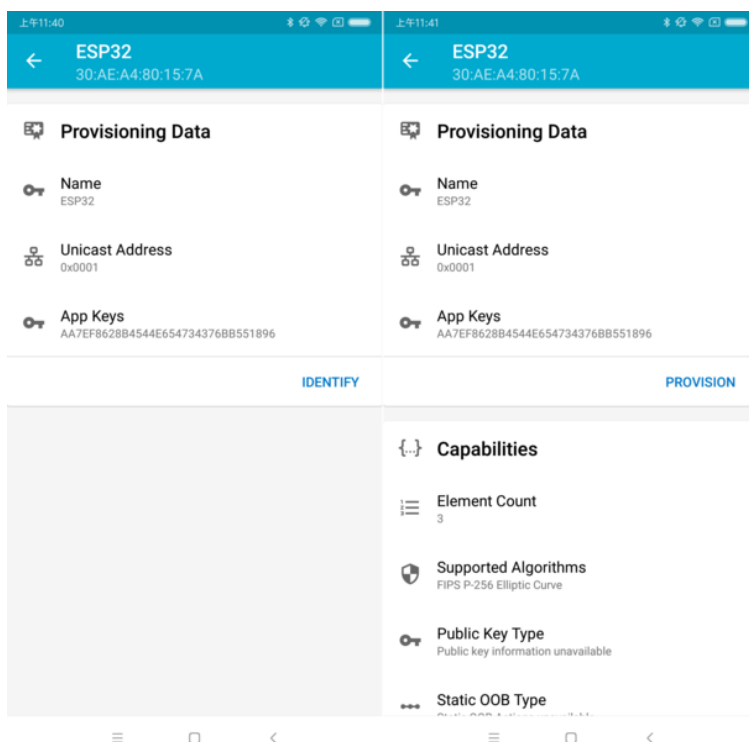 上午11:40
ESP32
30:AE:A4:80:15:7A
Provisioning Data
Name
ESP32
Unicast Address
0x0001
App Keys
AA7EF8628B4544E654734376BB551896
IDENTIFY
上午11:41
ESP32
30:AE:A4:80:15:7A
Provisioning Data
Name
ESP32
Unicast Address
0x0001
App Keys
AA7EF8628B4544E654734376BB551896
PROVISION
{...} Capabilities
Element Count
3
Supported Algorithms
FIPS P-256 Elliptic Curve
Public Key Type
Public key information unavailable
Static OOB Type